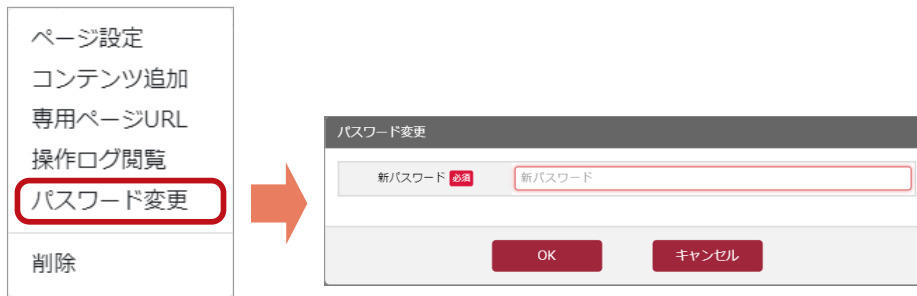 ページ設定
コンテンツ追加
専用ページURL
操作ログ閲覧
パスワード変更
削除
パスワード変更
新パスワード 必須 新パスワード
OK キャンセル